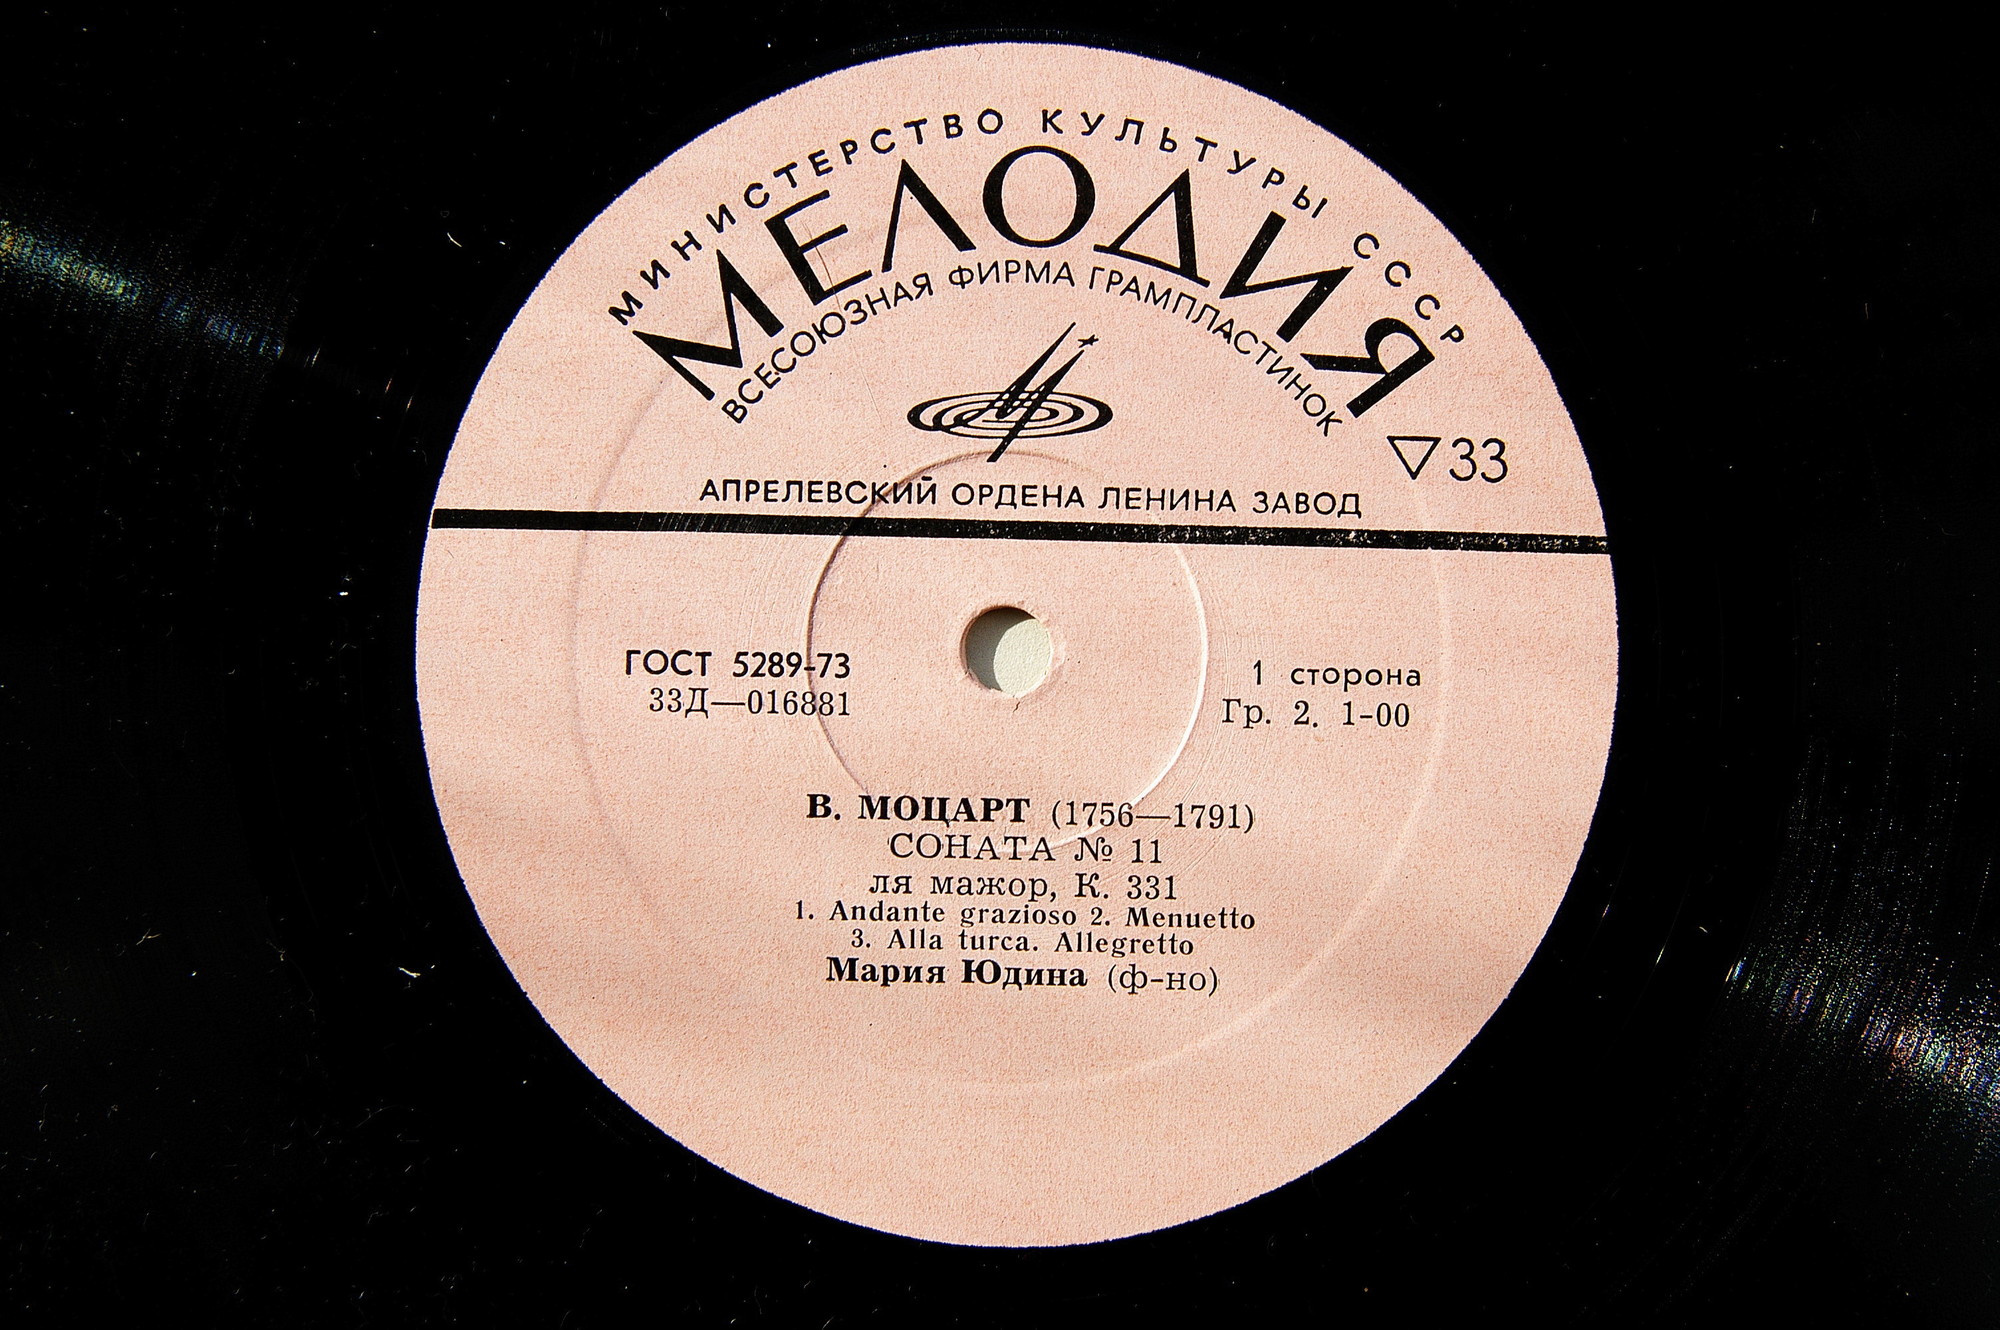 МИНИСТЕРСТВО КУЛЬТУРЫ СССР
МЕЛОДИЯ
ВСЕСОЮЗНАЯ ФИРМА ГРАМПЛАСТИНОК
▽33
АПРЕЛЕВСКИЙ ОРДЕНА ЛЕНИНА ЗАВОД
ГОСТ 5289-73
33Д—016881
1 сторона
Гр. 2. 1-00
В. МОЦАРТ (1756—1791)
СОНАТА № 11
ля мажор, К. 331
1. Andante grazioso 2. Menuetto
3. Alla turca. Allegretto
Мария Юдина (ф-но)